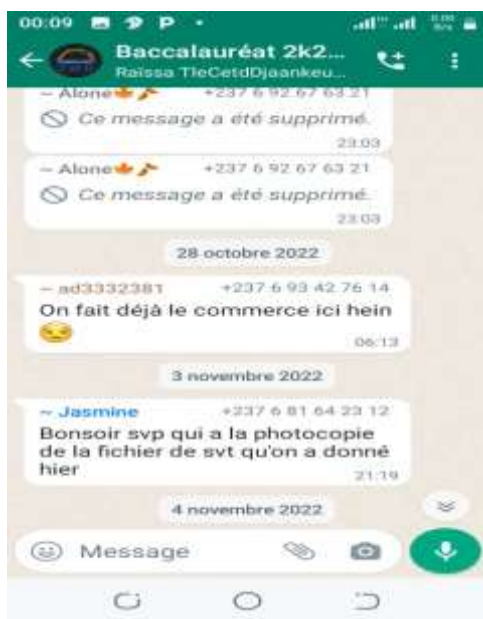 00:09
Baccalauréat 2k2...
Raïssa TleCetdDjaankeu...
~ Alone🍁 +237 6 92 67 63 21
Ce message a été supprimé.
23:03
~ Alone🍁 +237 6 92 67 63 21
Ce message a été supprimé.
23:03
28 octobre 2022
~ ad3332381 +237 6 93 42 76 14
On fait déjà le commerce ici hein
06:13
3 novembre 2022
~ Jasmine +237 6 81 64 23 12
Bonsoir svp qui a la photocopie
de la fichier de svt qu'on a donné
hier
21:19
4 novembre 2022
Message